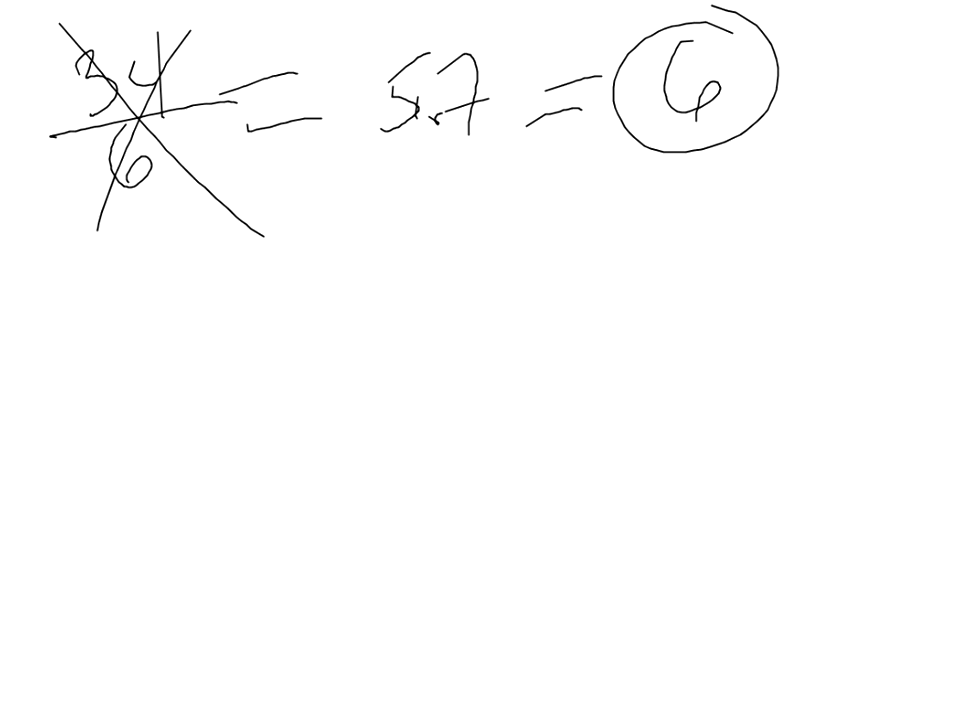 34/6 = 5.7 = 6